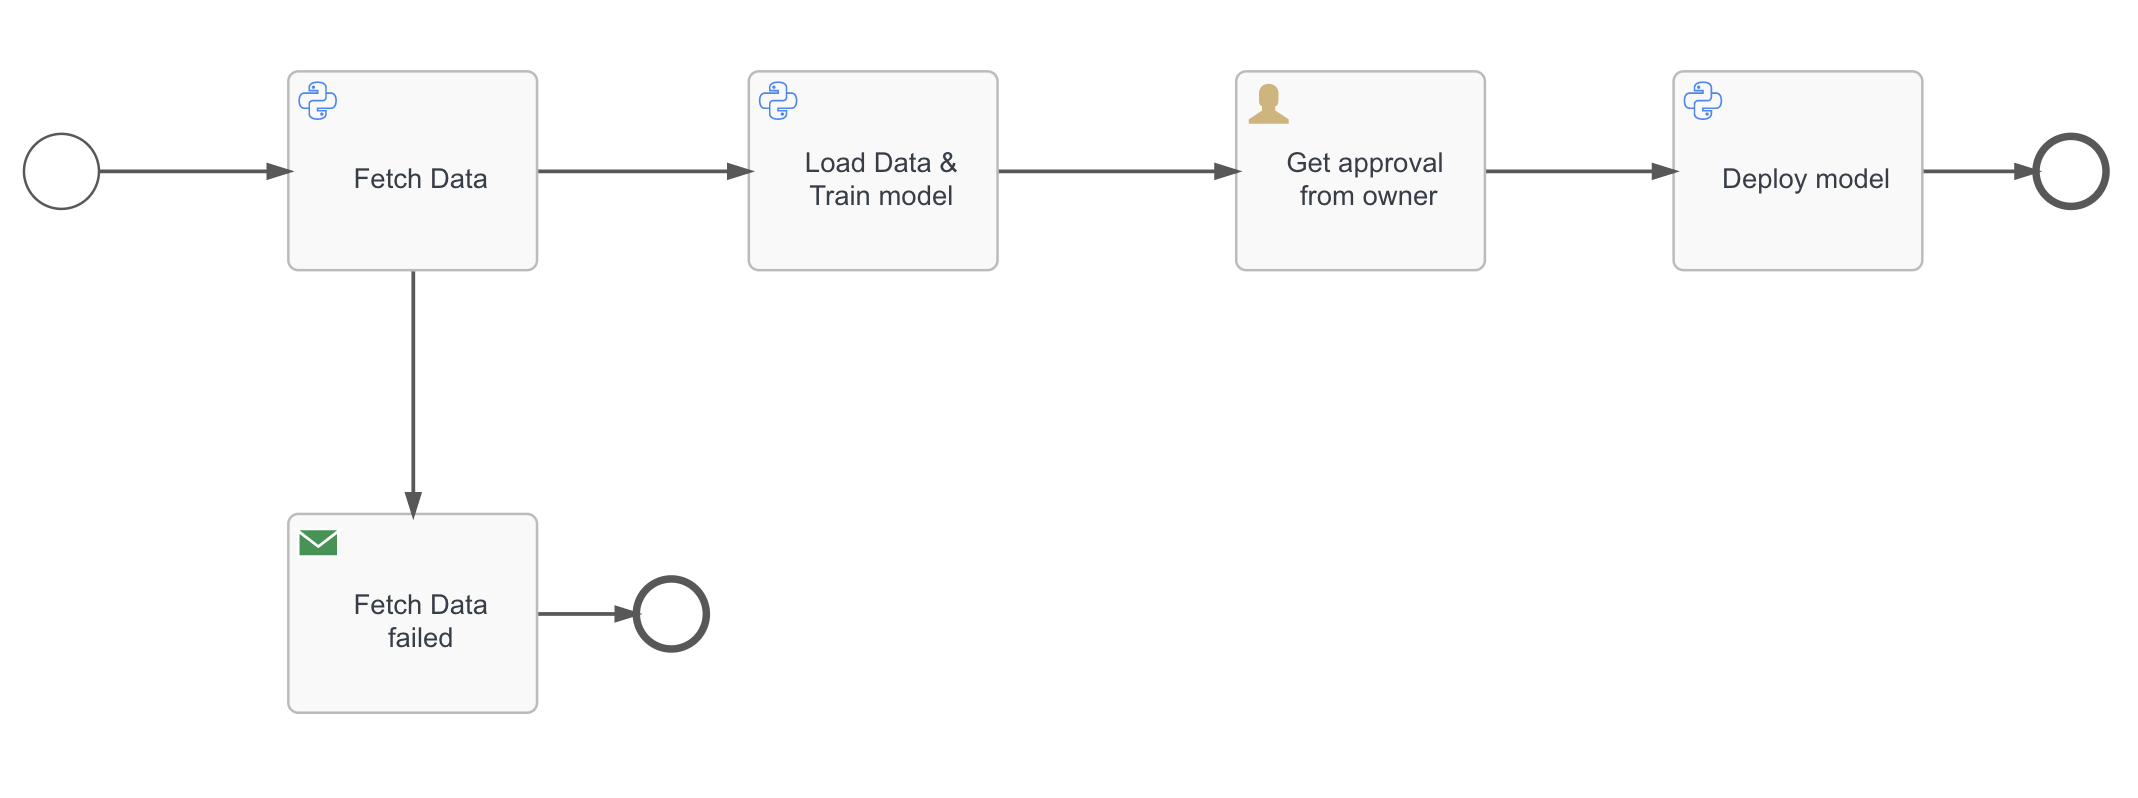 Fetch Data
Load Data &
Train model
Get approval
from owner
Deploy model
Fetch Data
failed